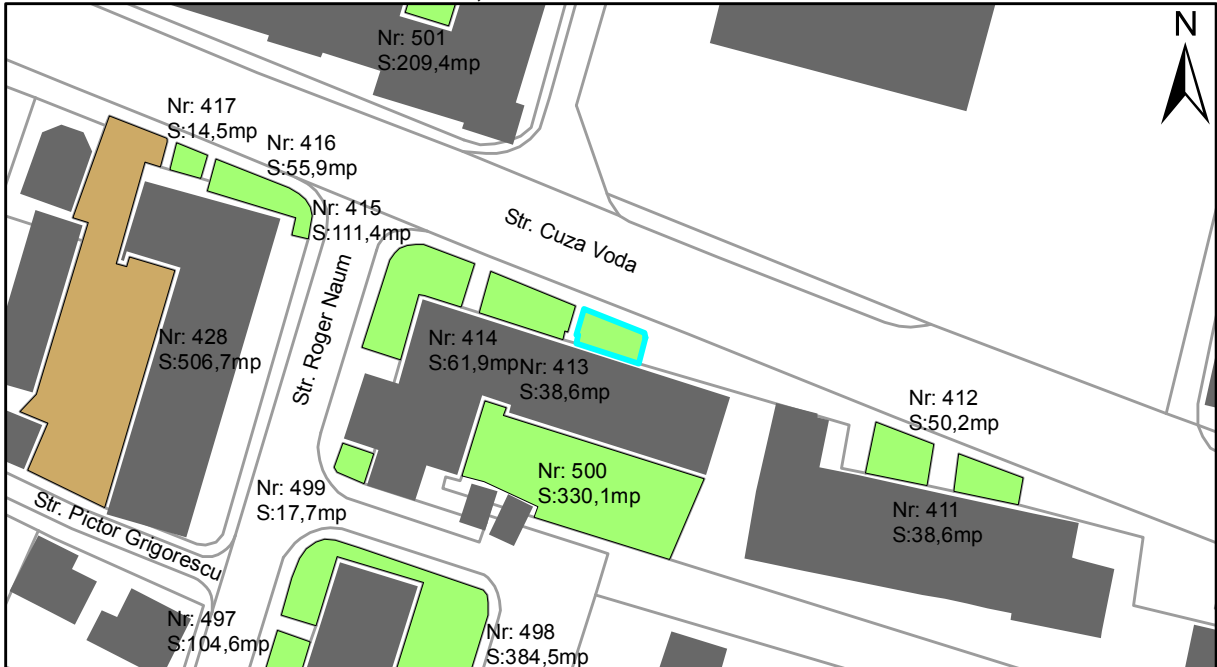 Nr: 501
S:209,4mp
N
Nr: 417
S:14,5mp
Nr: 416
S:55,9mp
Nr: 415
S:111,4mp
Str. Cuza Voda
Str. Roger Naum
Nr: 428
S:506,7mp
Nr: 414
S:61,9mp
Nr: 413
S:38,6mp
Nr: 412
S:50,2mp
Nr: 500
S:330,1mp
Nr: 499
S:17,7mp
Nr: 411
S:38,6mp
Str. Pictor Grigorescu
Nr: 497
S:104,6mp
Nr: 498
S:384,5mp